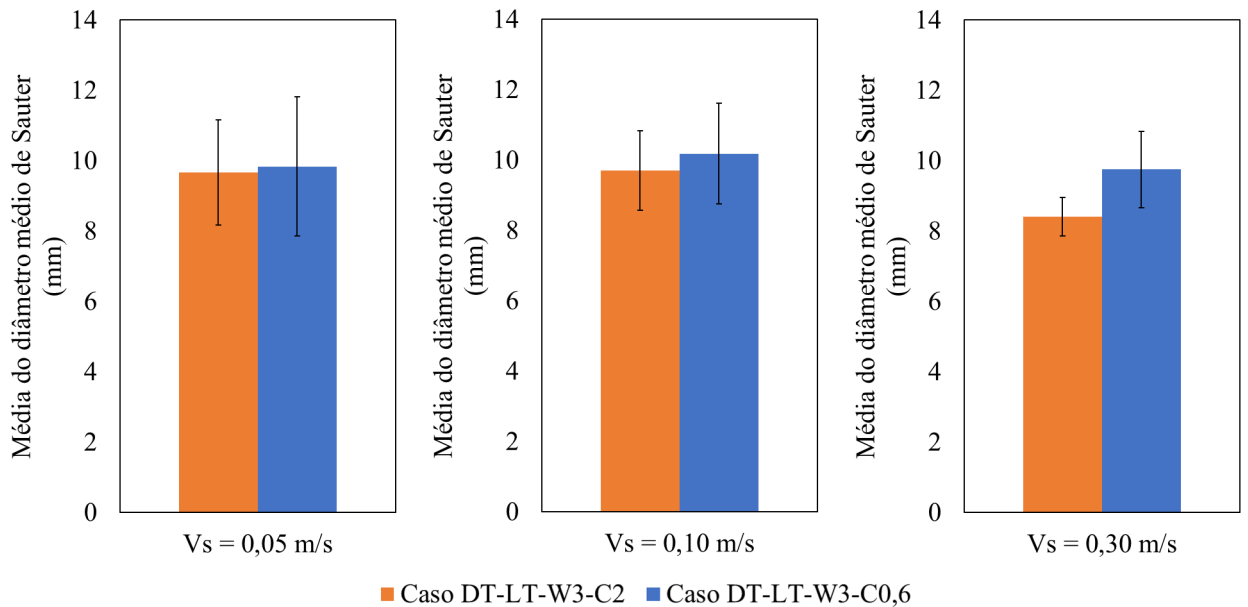 Média do diâmetro médio de Sauter
(mm)
14
12
10
8
6
4
2
0
Vs = 0,05 m/s
Média do diâmetro médio de Sauter
(mm)
14
12
10
8
6
4
2
0
Vs = 0,10 m/s
Média do diâmetro médio de Sauter
(mm)
14
12
10
8
6
4
2
0
Vs = 0,30 m/s
Caso DT-LT-W3-C2 Caso DT-LT-W3-C0,6